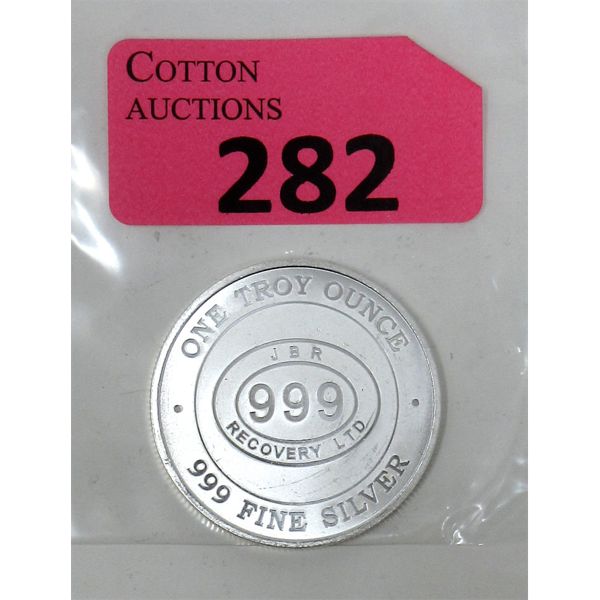 COTTON
AUCTIONS
282
ONE TROY OUNCE
JBR
999
RECOVERY LTD
999 FINE SILVER